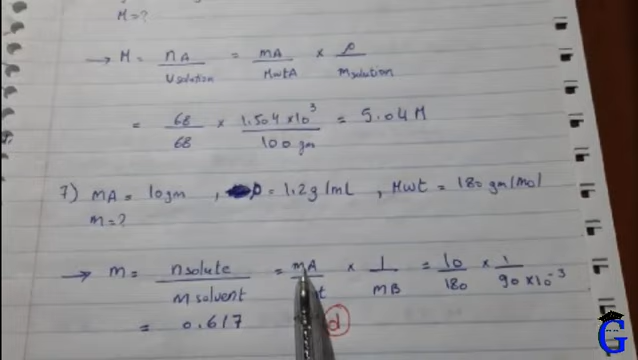 M = ?
→ M = nA / Vsolution = mA / MwtA × ρ / msolution
= 68 / 68 × 1.504 × 10³ / 100 gm = 5.04 M
7) mA = 10 gm , ρ = 1.2 g/mL , Mwt = 180 gm/mol
m = ?
→ m = nsolute / msolvent = mA / t × 1 / mB = 10 / 180 × 1 / 90 × 10⁻³
= 0.617 d
G